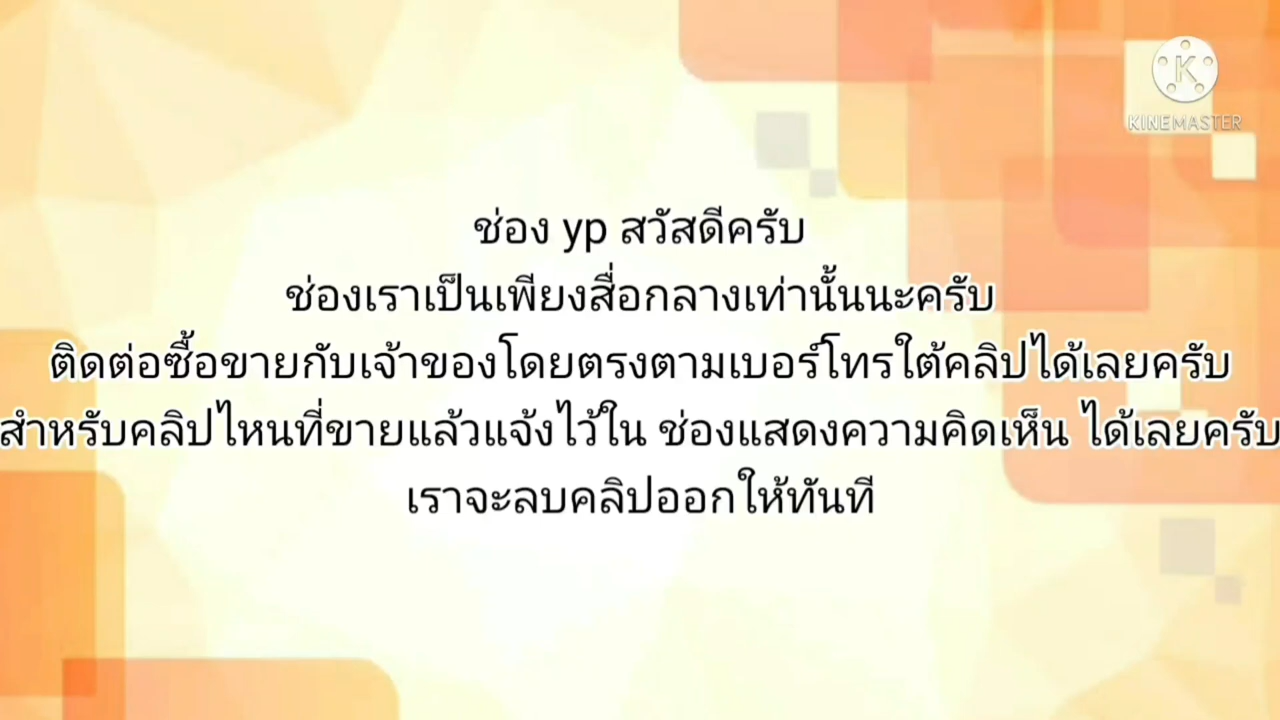 KINEMASTER
ช่อง yp สวัสดีครับ
ช่องเราเป็นเพียงสื่อกลางเท่านั้นนะครับ
ติดต่อซื้อขายกับเจ้าของโดยตรงตามเบอร์โทรใต้คลิปได้เลยครับ
สำหรับคลิปไหนที่ขายแล้วแจ้งไว้ใน ช่องแสดงความคิดเห็น ได้เลยครับ
เราจะลบคลิปออกให้ทันที